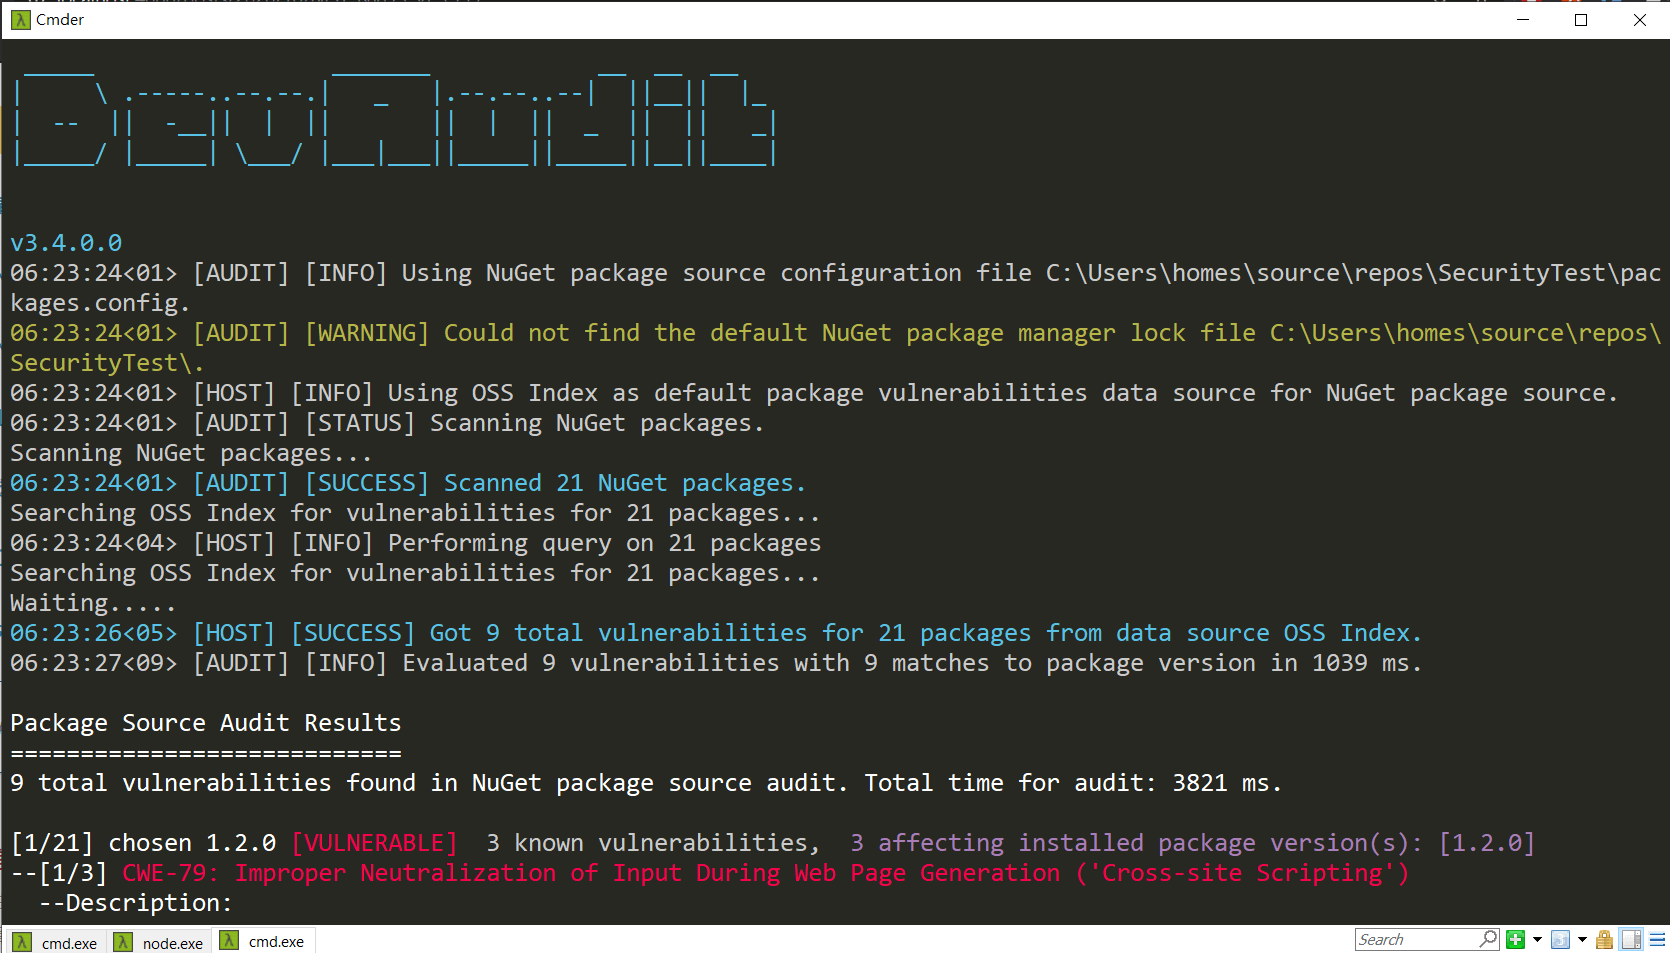 Cmder
DevAudit
v3.4.0.0
06:23:24<01> [AUDIT] [INFO] Using NuGet package source configuration file C:\Users\homes\source\repos\SecurityTest\pac
kages.config.
06:23:24<01> [AUDIT] [WARNING] Could not find the default NuGet package manager lock file C:\Users\homes\source\repos\
SecurityTest\.
06:23:24<01> [HOST] [INFO] Using OSS Index as default package vulnerabilities data source for NuGet package source.
06:23:24<01> [AUDIT] [STATUS] Scanning NuGet packages.
Scanning NuGet packages...
06:23:24<01> [AUDIT] [SUCCESS] Scanned 21 NuGet packages.
Searching OSS Index for vulnerabilities for 21 packages...
06:23:24<04> [HOST] [INFO] Performing query on 21 packages
Searching OSS Index for vulnerabilities for 21 packages...
Waiting.....
06:23:26<05> [HOST] [SUCCESS] Got 9 total vulnerabilities for 21 packages from data source OSS Index.
06:23:27<09> [AUDIT] [INFO] Evaluated 9 vulnerabilities with 9 matches to package version in 1039 ms.
Package Source Audit Results
============================
9 total vulnerabilities found in NuGet package source audit. Total time for audit: 3821 ms.
[1/21] chosen 1.2.0 [VULNERABLE]  3 known vulnerabilities,  3 affecting installed package version(s): [1.2.0]
--[1/3] CWE-79: Improper Neutralization of Input During Web Page Generation ('Cross-site Scripting')
  --Description:
cmd.exe node.exe cmd.exe Search